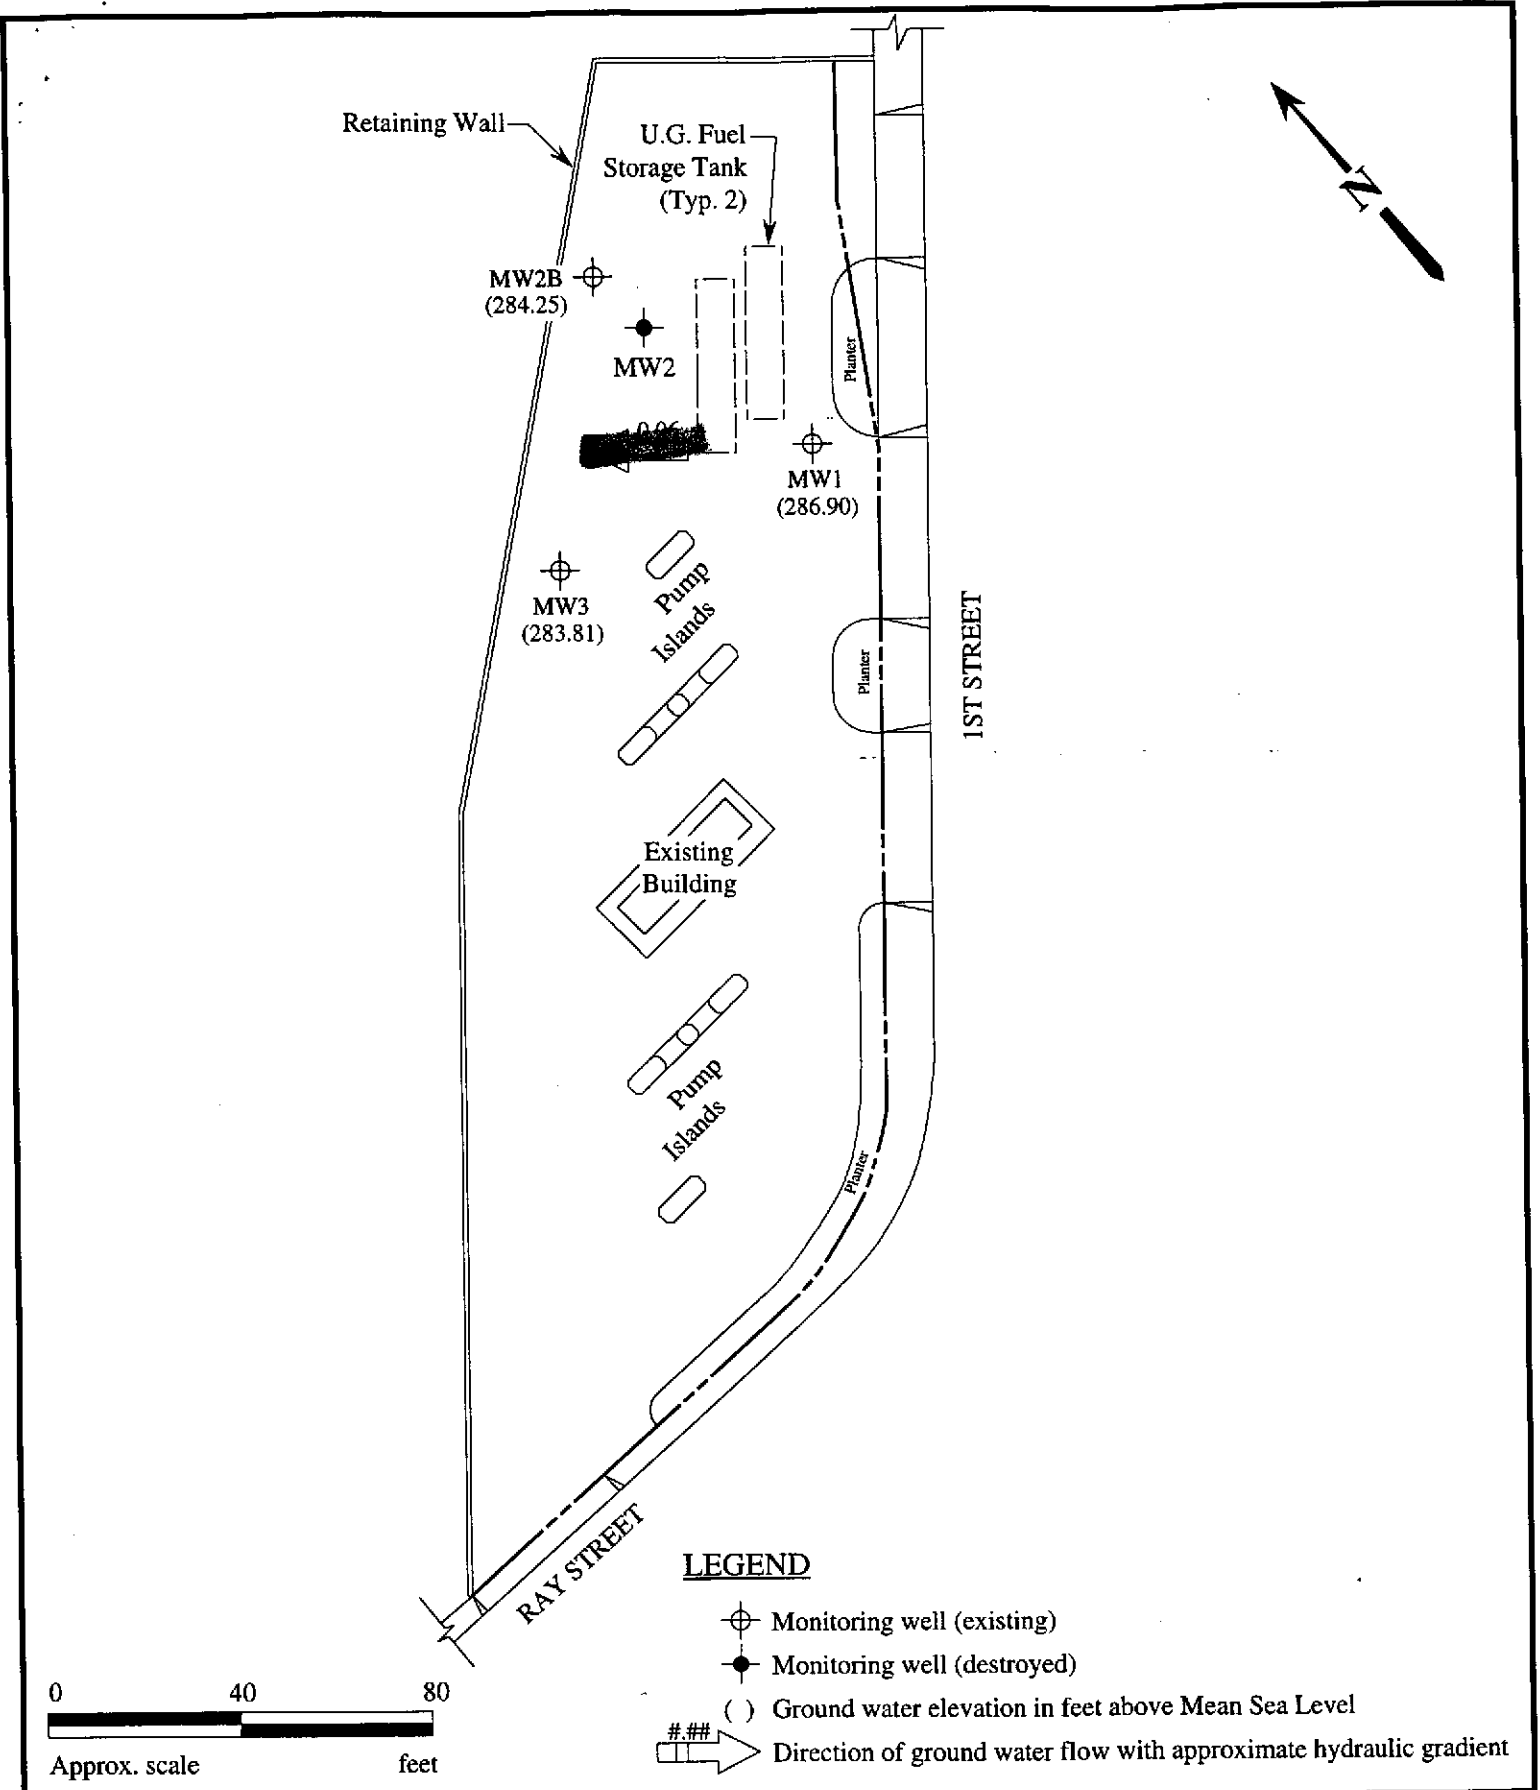 Retaining Wall
U.G. Fuel
Storage Tank
(Typ. 2)
N
MW2B
(284.25)
MW2
0.06
MW1
(286.90)
Planter
MW3
(283.81)
Pump
Islands
Planter
1ST STREET
Existing
Building
Pump
Islands
Planter
RAY STREET
LEGEND
Monitoring well (existing)
Monitoring well (destroyed)
( ) Ground water elevation in feet above Mean Sea Level
#.##
Direction of ground water flow with approximate hydraulic gradient
0 40 80
Approx. scale feet